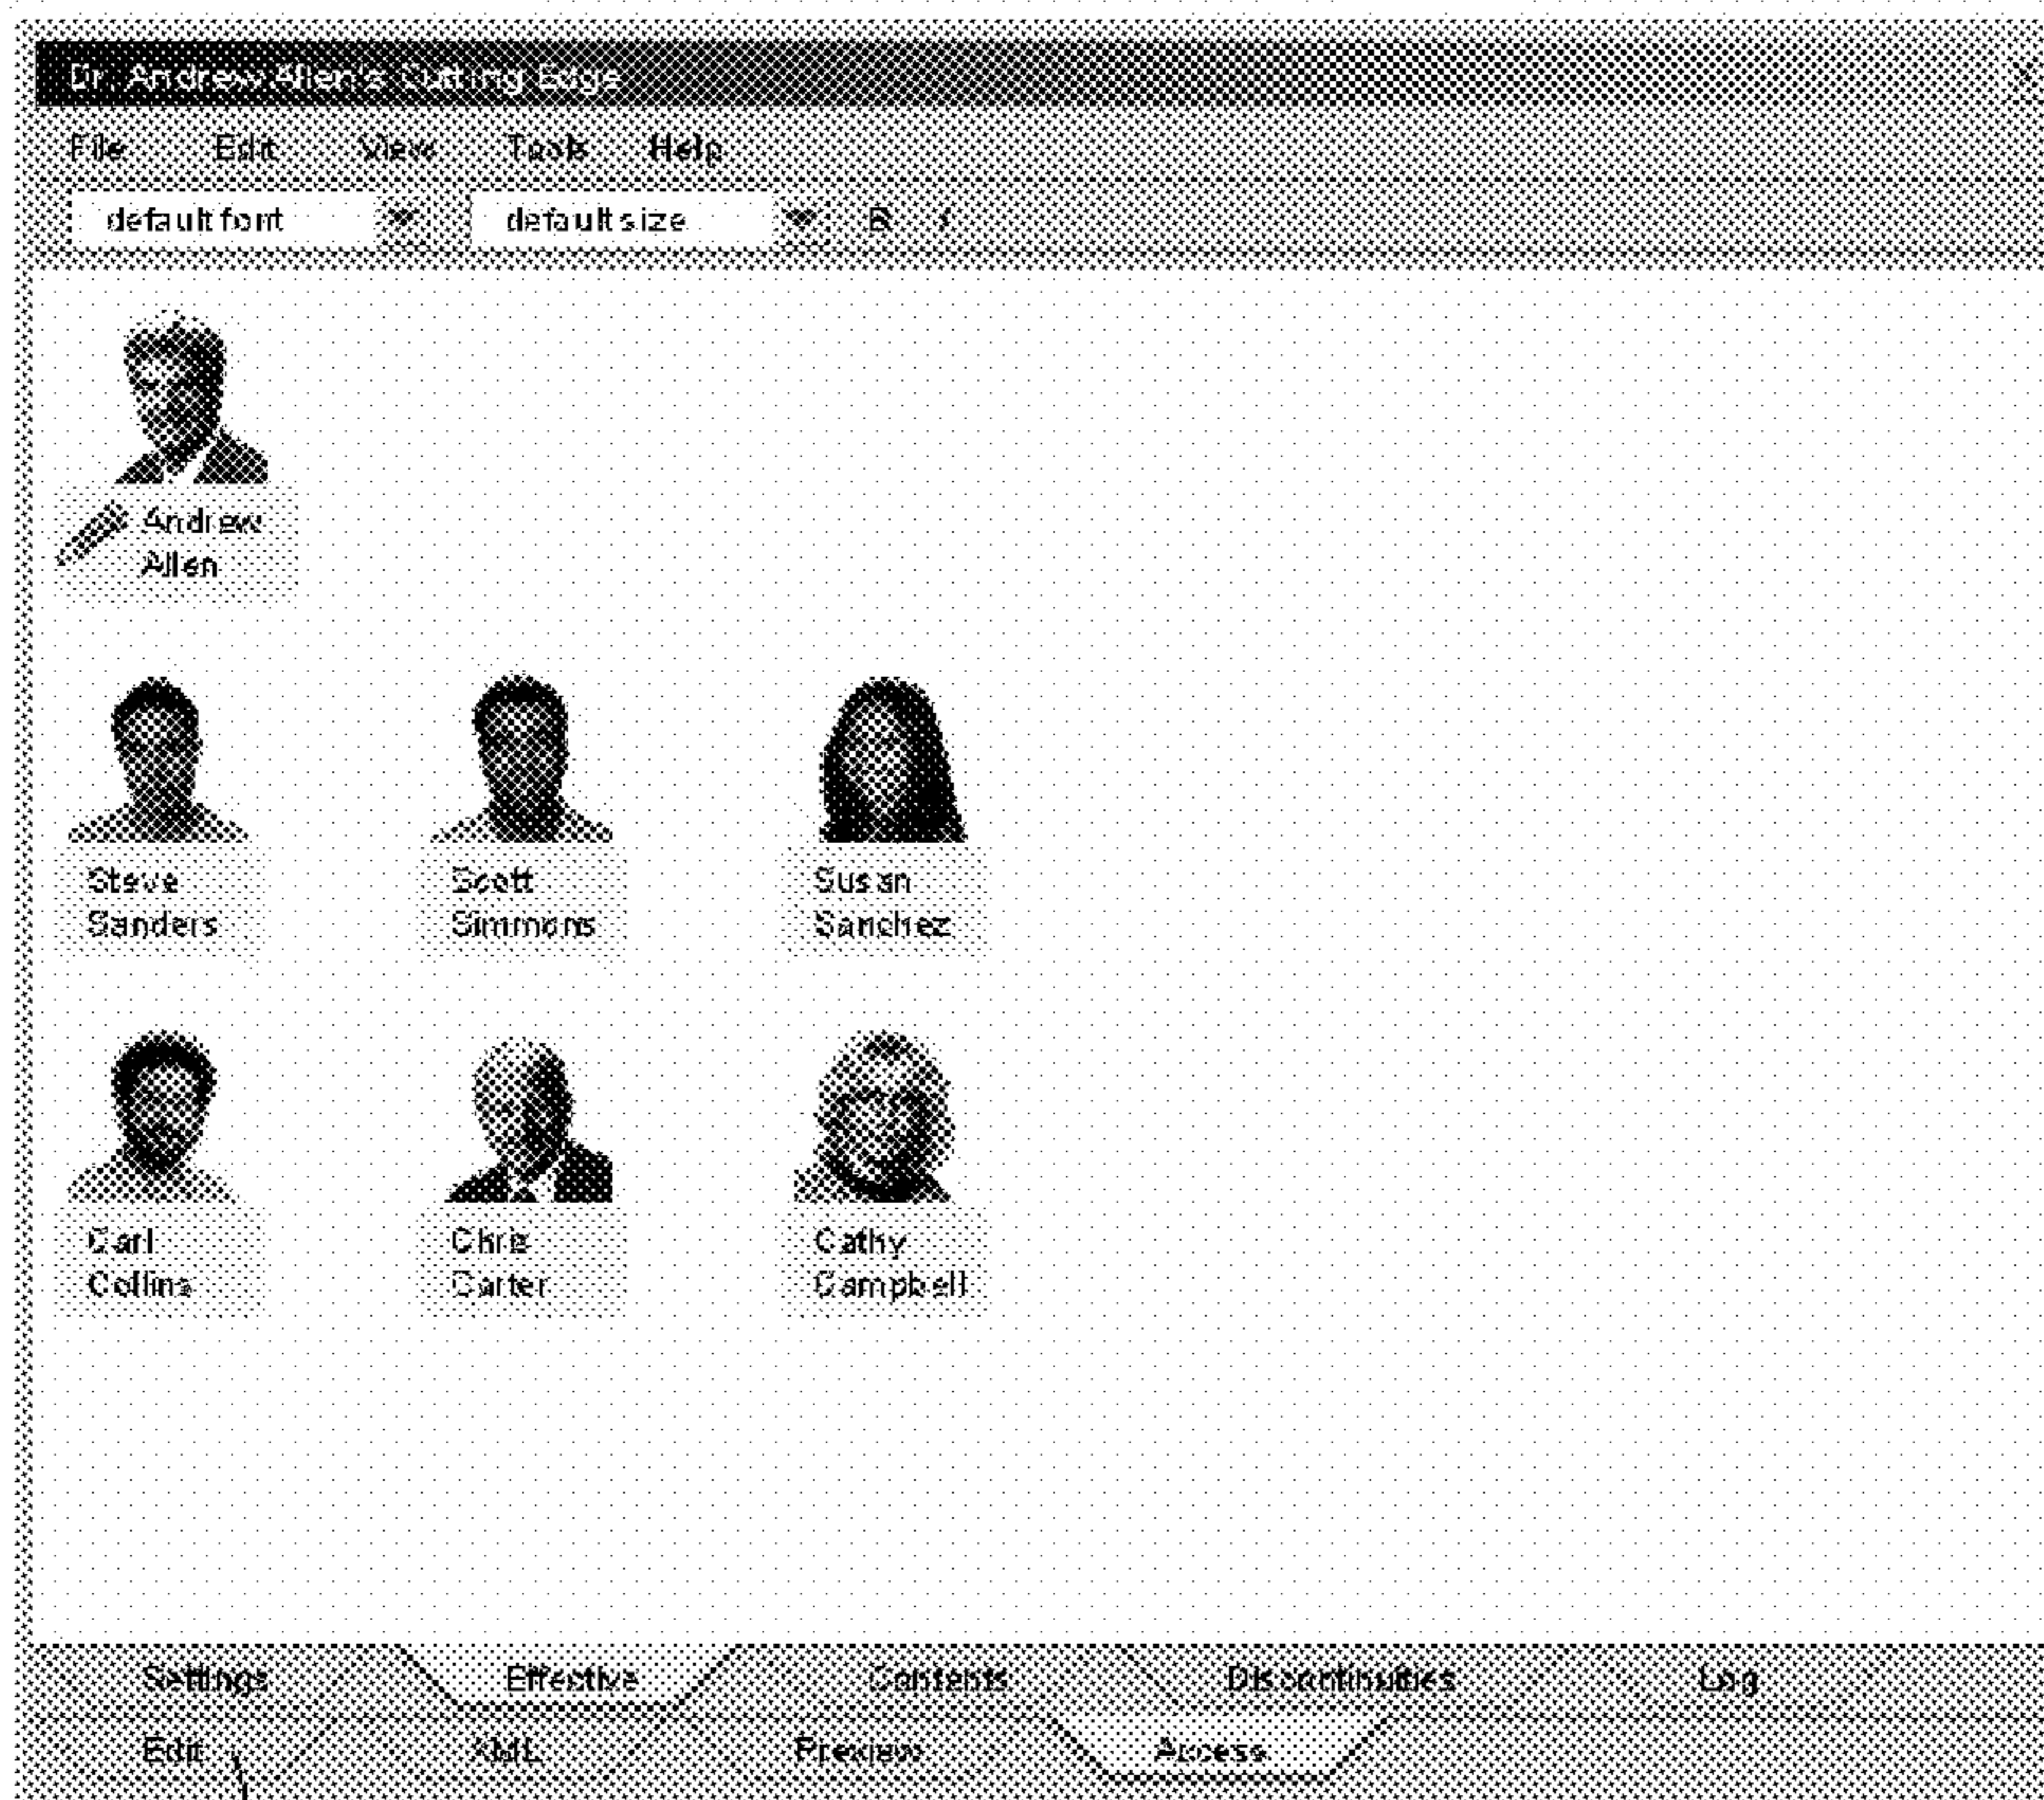 Dr. Andrew Allen's Cutting Edge
File Edit View Tools Help
default font default size B I
Andrew
Allen
Steve Scott Susan
Sanders Simmons Sanchez
Carl Chris Cathy
Collins Carter Campbell
Settings Effective Contents Discontinuities Log
Edit XML Preview Access